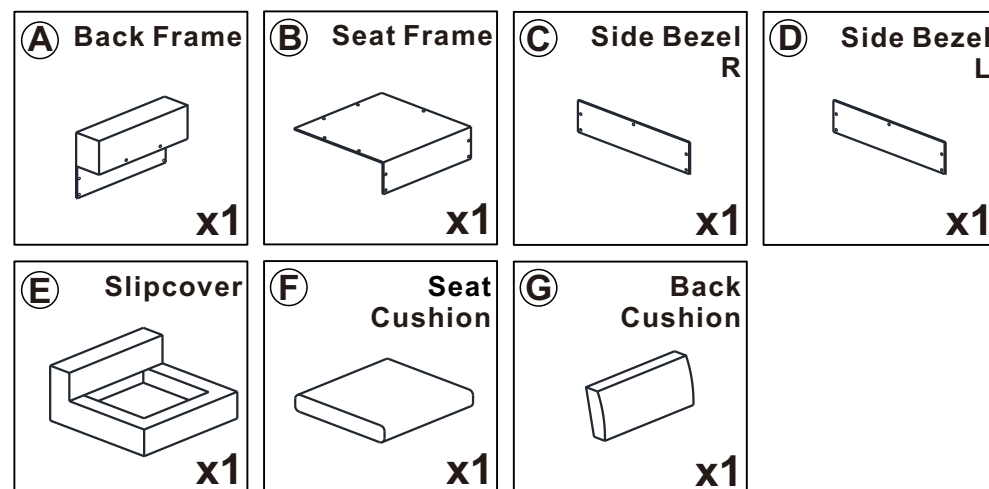 A Back Frame
x1
B Seat Frame
x1
C Side Bezel
R
x1
D Side Bezel
L
x1
E Slipcover
x1
F Seat
Cushion
x1
G Back
Cushion
x1